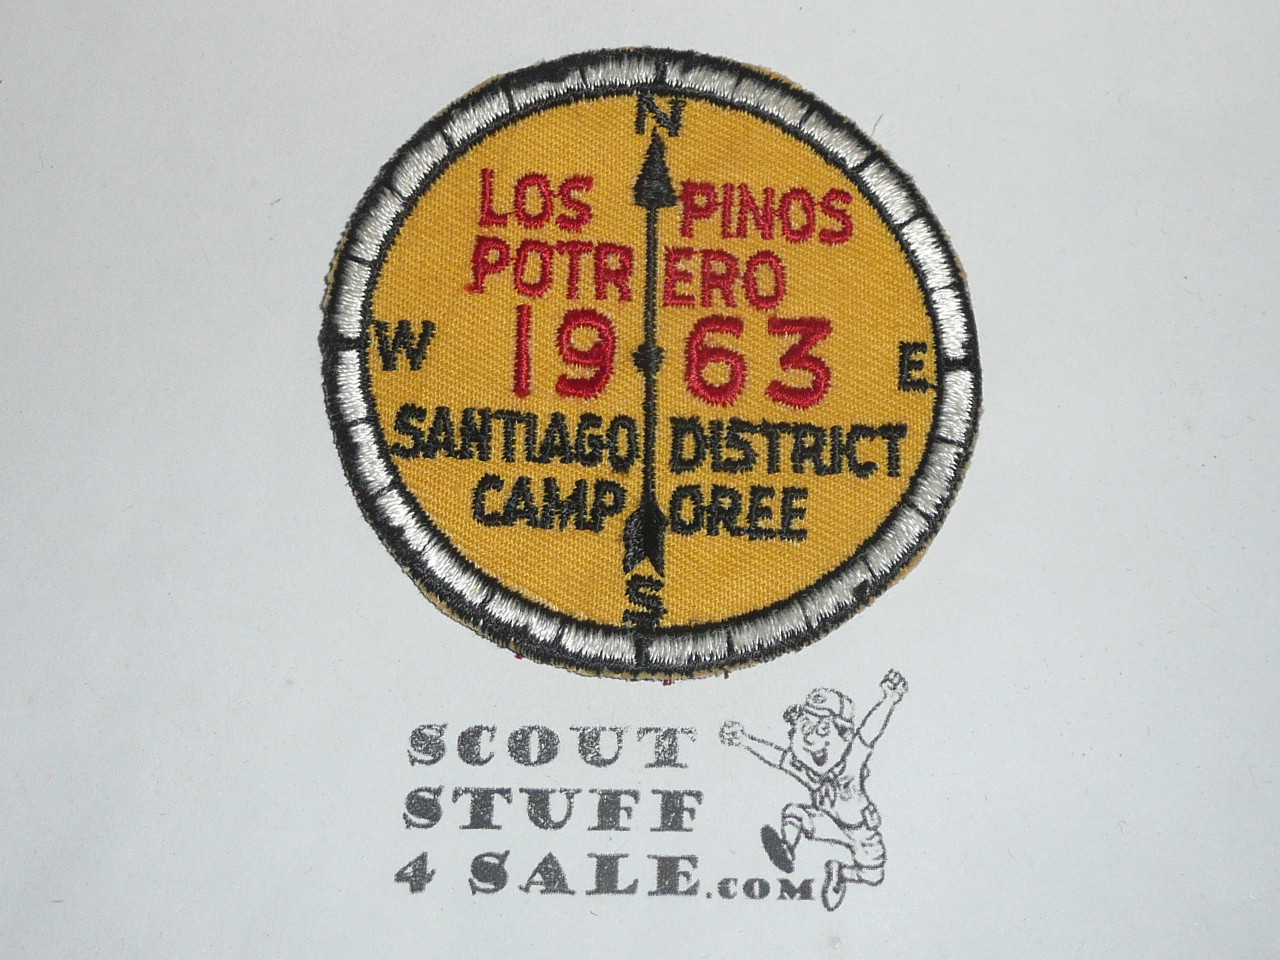 N
LOS PINOS
POTRERO
1963
W E
SANTIAGO DISTRICT
CAMPOREE
S
SCOUT
STUFF
4 SALE.COM